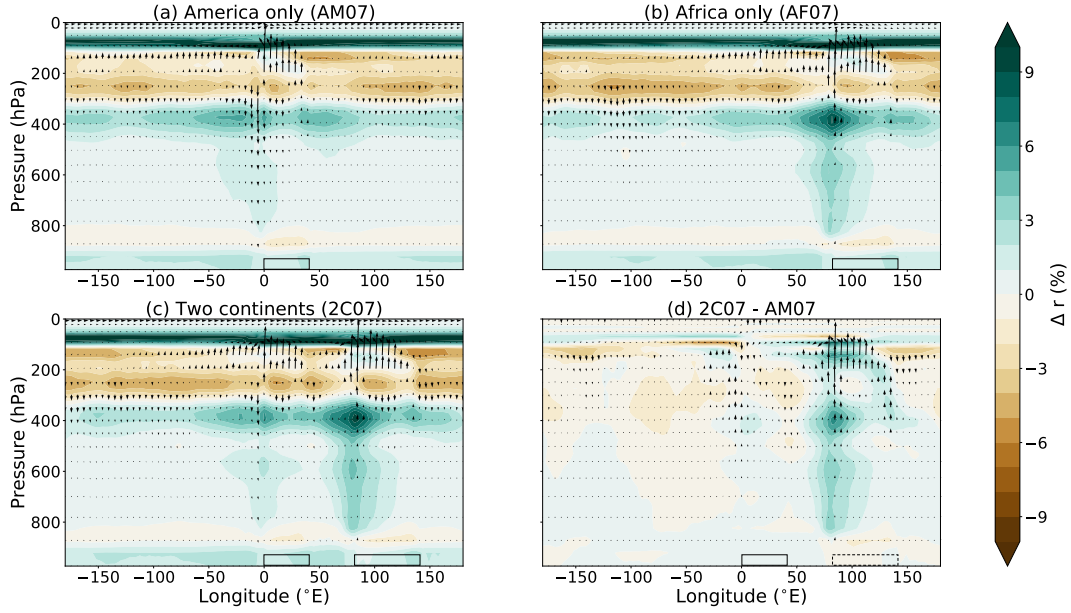 (a) America only (AM07)
(b) Africa only (AF07)
0
200
400
600
800
Pressure (hPa)
−150 −100 −50 0 50 100 150
−150 −100 −50 0 50 100 150
(c) Two continents (2C07)
(d) 2C07 - AM07
0
200
400
600
800
Pressure (hPa)
−150 −100 −50 0 50 100 150
Longitude (˚E)
−150 −100 −50 0 50 100 150
Longitude (˚E)
9
6
3
0
−3
−6
−9
Δ r (%)